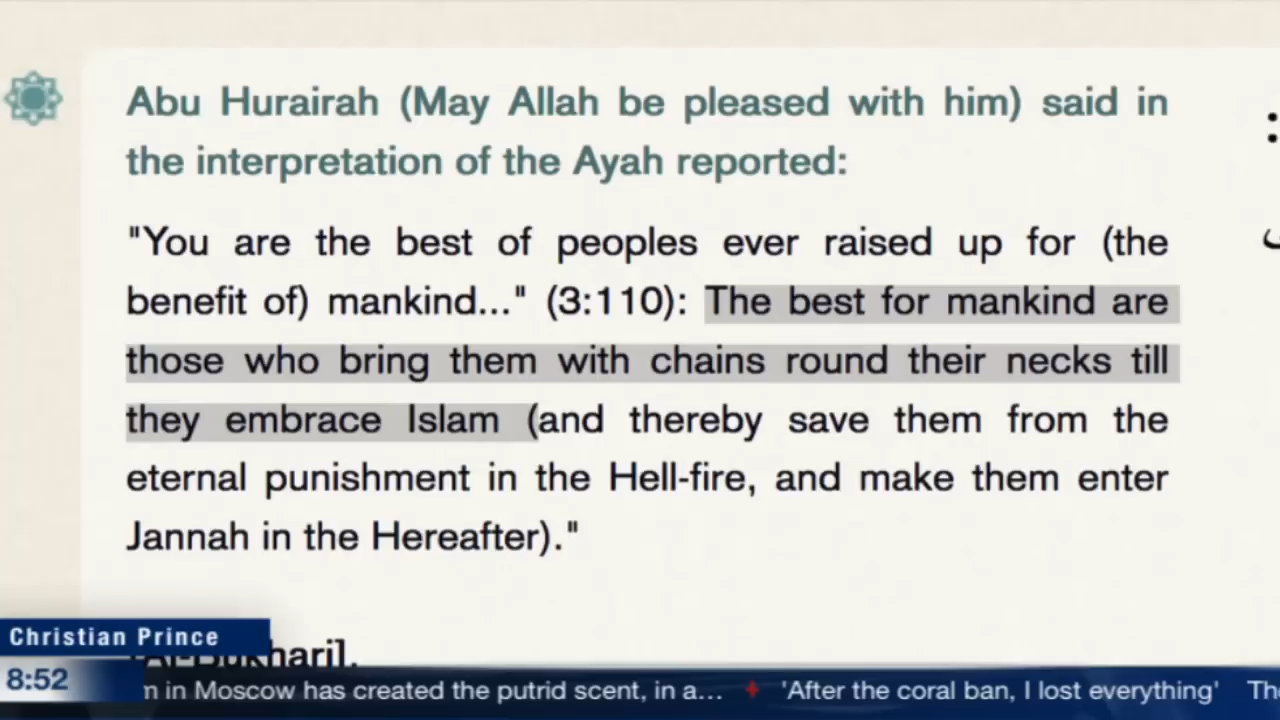 Abu Hurairah (May Allah be pleased with him) said in
the interpretation of the Ayah reported:
"You are the best of peoples ever raised up for (the
benefit of) mankind..." (3:110): The best for mankind are
those who bring them with chains round their necks till
they embrace Islam (and thereby save them from the
eternal punishment in the Hell-fire, and make them enter
Jannah in the Hereafter)."
Christian Prince
[Al-Bukhari].
8:52
in Moscow has created the putrid scent, in a... 'After the coral ban, I lost everything'